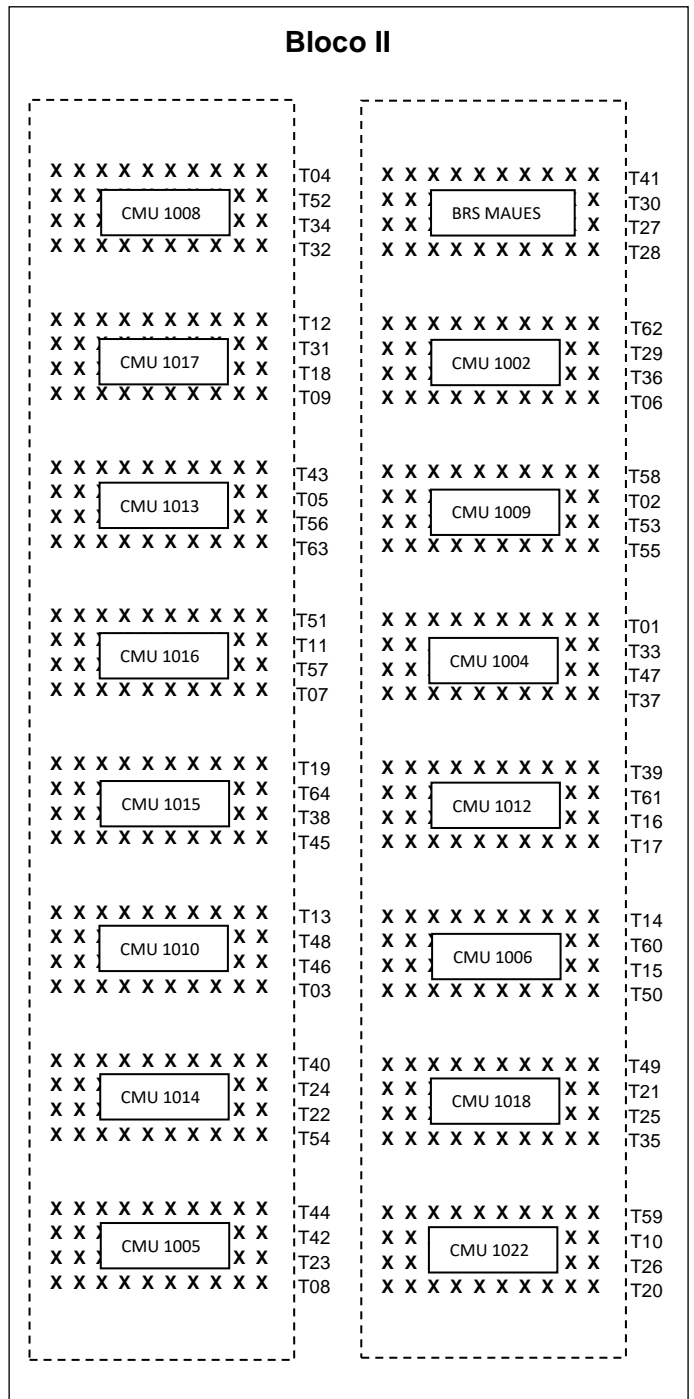 Bloco II
X X X X X X X X X X T04
X X X X T52
CMU 1008
X X X X T34
X X X X X X X X X X T32
X X X X X X X X X X T12
X X X X T31
CMU 1017
X X X X T18
X X X X X X X X X X T09
X X X X X X X X X X T43
X X X X T05
CMU 1013
X X X X T56
X X X X X X X X X X T63
X X X X X X X X X X T51
X X X X T11
CMU 1016
X X X X T57
X X X X X X X X X X T07
X X X X X X X X X X T19
X X X X T64
CMU 1015
X X X X T38
X X X X X X X X X X T45
X X X X X X X X X X T13
X X X X T48
CMU 1010
X X X X T46
X X X X X X X X X X T03
X X X X X X X X X X T40
X X X X T24
CMU 1014
X X X X T22
X X X X X X X X X X T54
X X X X X X X X X X T44
X X X X T42
CMU 1005
X X X X T23
X X X X X X X X X X T08
X X X X X X X X X X T41
X X X T30
BRS MAUES
X X X T27
X X X X X X X X X X T28
X X X X X X X X X X T62
X X X X T29
CMU 1002
X X X X T36
X X X X X X X X X X T06
X X X X X X X X X X T58
X X X X T02
CMU 1009
X X X X T53
X X X X X X X X X X T55
X X X X X X X X X X T01
X X X X T33
CMU 1004
X X X X T47
X X X X X X X X X X T37
X X X X X X X X X X T39
X X X X T61
CMU 1012
X X X X T16
X X X X X X X X X X T17
X X X X X X X X X X T14
X X X X T60
CMU 1006
X X X X T15
X X X X X X X X X X T50
X X X X X X X X X X T49
X X X X T21
CMU 1018
X X X X T25
X X X X X X X X X X T35
X X X X X X X X X X T59
X X X X T10
CMU 1022
X X X X T26
X X X X X X X X X X T20